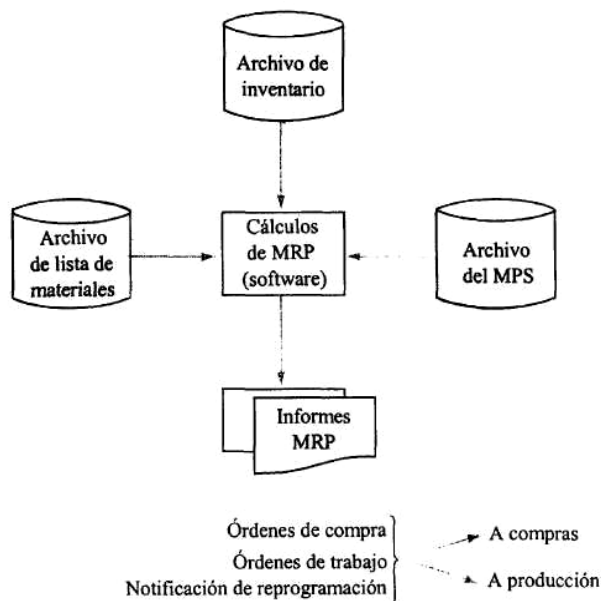 Archivo de
inventario
Archivo
de lista de
materiales
Cálculos
de MRP
(software)
Archivo
del MPS
Informes
MRP
Órdenes de compra
Órdenes de trabajo
Notificación de reprogramación
A compras
A producción